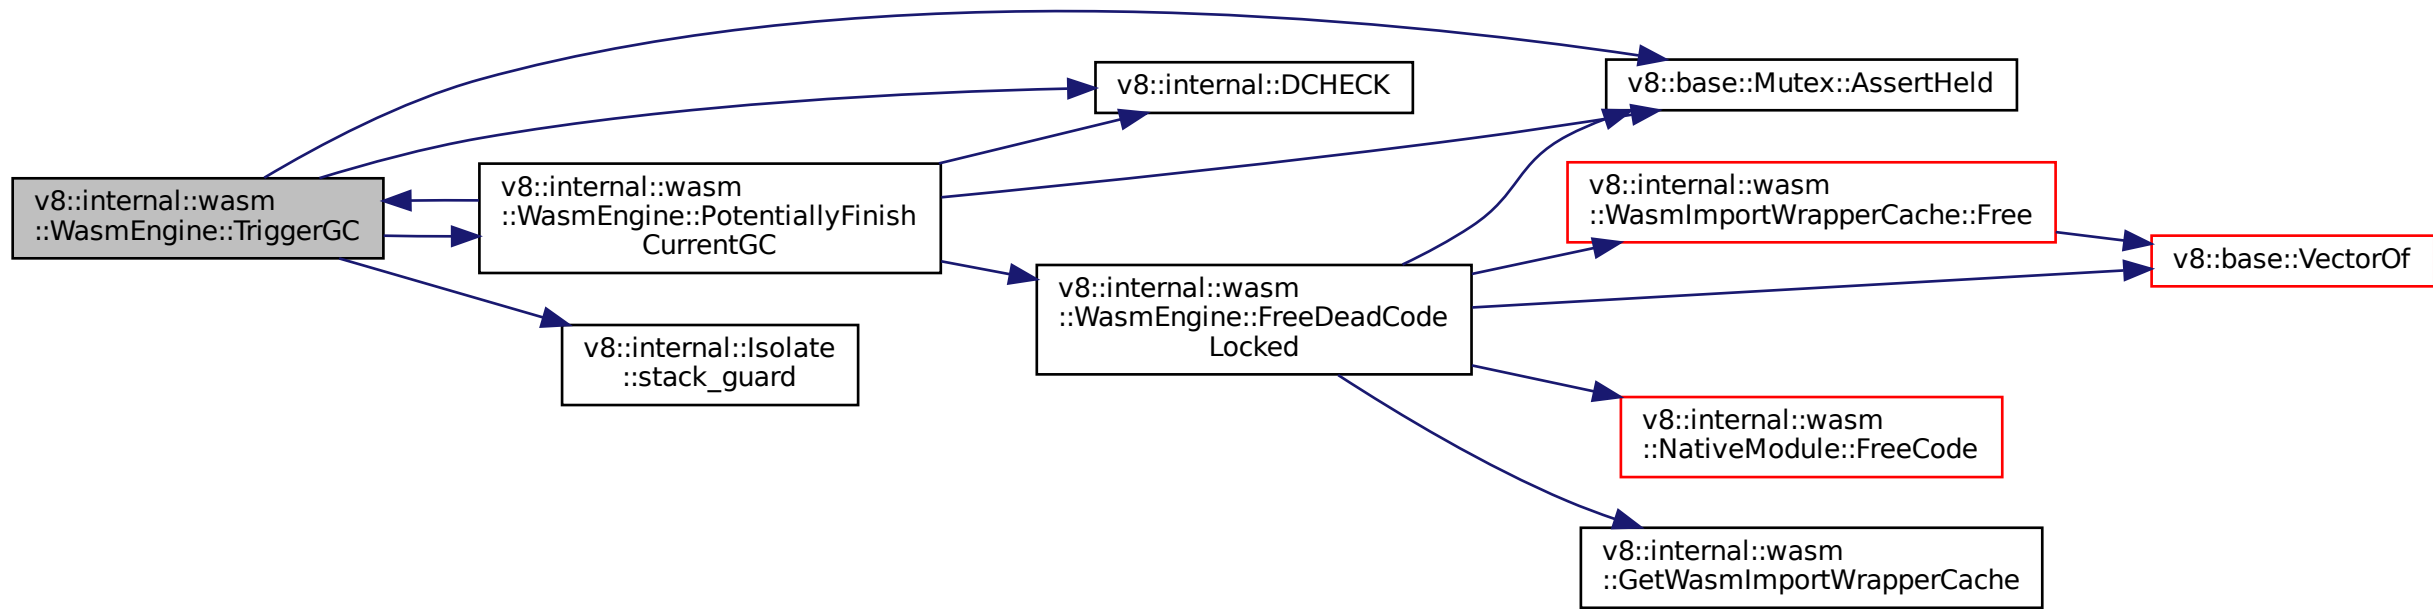 v8::internal::wasm
::WasmEngine::TriggerGC
v8::internal::wasm
::WasmEngine::PotentiallyFinish
CurrentGC
v8::internal::Isolate
::stack_guard
v8::internal::DCHECK
v8::internal::wasm
::WasmEngine::FreeDeadCode
Locked
v8::base::Mutex::AssertHeld
v8::internal::wasm
::WasmImportWrapperCache::Free
v8::internal::wasm
::NativeModule::FreeCode
v8::internal::wasm
::GetWasmImportWrapperCache
v8::base::VectorOf